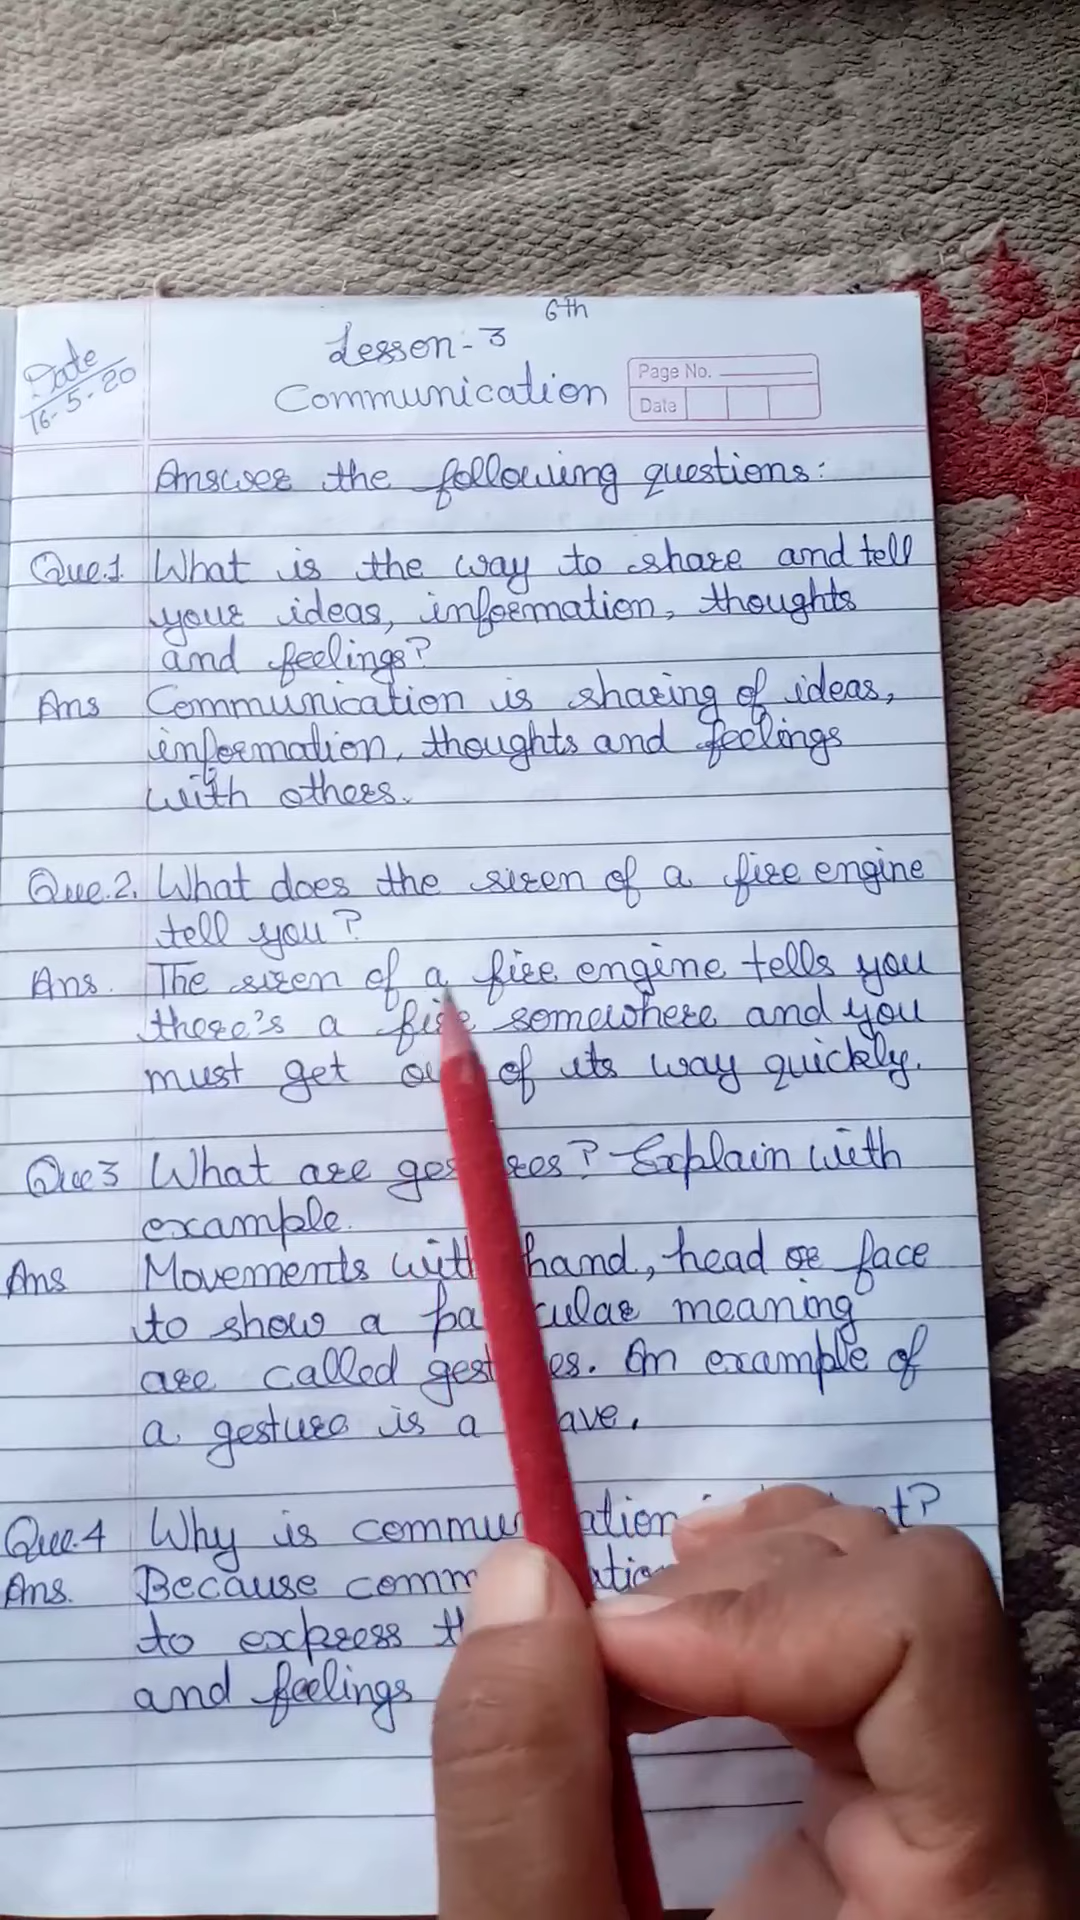 6th
Lesson-3
Date
16-5-20
Communication
Page No.
Date
Answer the following questions:
Que.1. What is the way to share and tell
your ideas, information, thoughts
and feelings?
Ans Communication is sharing of ideas,
information, thoughts and feelings
with others.
Que.2. What does the siren of a fire engine
tell you?
Ans. The siren of a fire engine tells you
there's a fire somewhere and you
must get of its way quickly.
Que3 What are ? Explain with
example.
Ans Movements with hand, head or face
to show a meaning
are called . An example of
a gesture is a
Que.4 Why is
Ans. Because
to express
and feelings